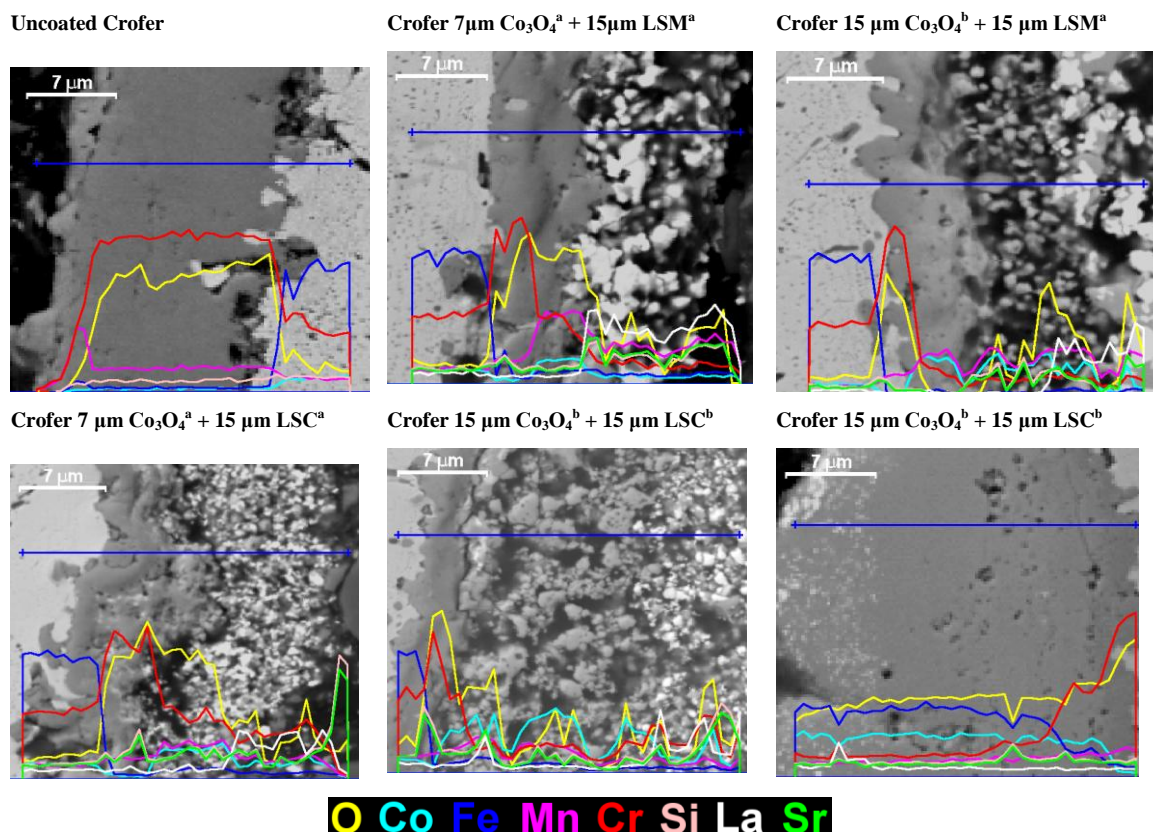 Uncoated Crofer
Crofer 7µm Co₃O₄ᵃ + 15µm LSMᵃ
Crofer 15 µm Co₃O₄ᵇ + 15 µm LSMᵃ
7 µm
7 µm
7 µm
Crofer 7 µm Co₃O₄ᵃ + 15 µm LSCᵃ
Crofer 15 µm Co₃O₄ᵇ + 15 µm LSCᵇ
Crofer 15 µm Co₃O₄ᵇ + 15 µm LSCᵇ
7 µm
7 µm
7 µm
O Co Fe Mn Cr Si La Sr